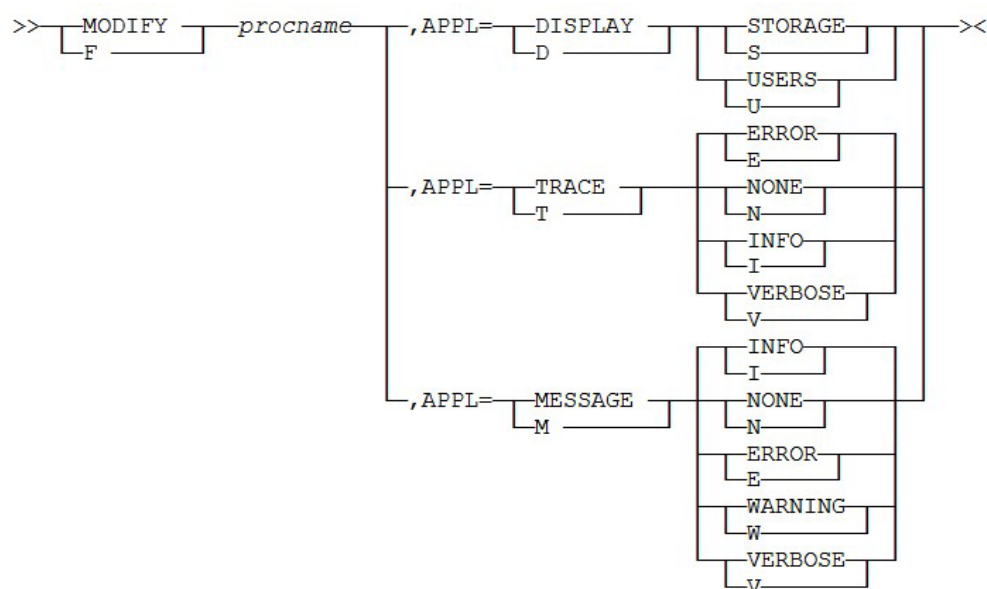 >> MODIFY procname ,APPL= DISPLAY STORAGE ><
F D S
USERS
U
ERROR
E
,APPL= TRACE NONE
T N
INFO
I
VERBOSE
V
INFO
I
,APPL= MESSAGE NONE
M N
ERROR
E
WARNING
W
VERBOSE
V